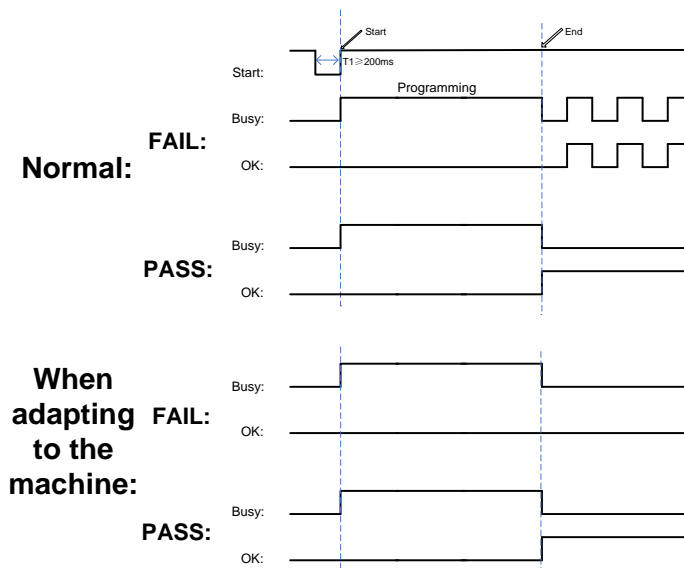 Start
End
Start:
T1≥200ms
Programming
Normal:
FAIL:
Busy:
OK:
PASS:
Busy:
OK:
When
adapting
to the
machine:
FAIL:
Busy:
OK:
PASS:
Busy:
OK: